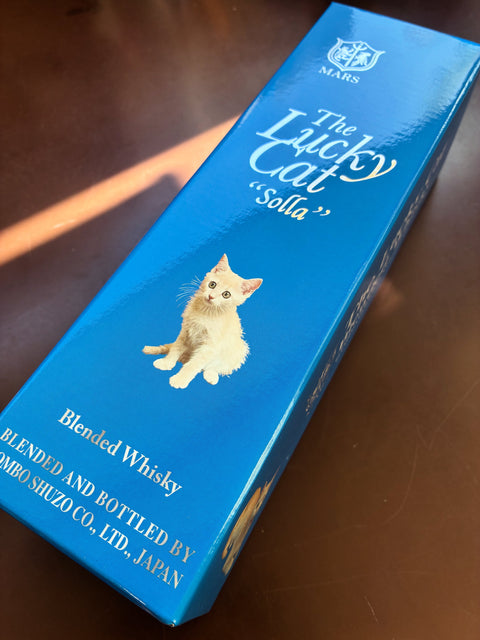 MARS
The
Lucky
Cat
“Solla”
Blended Whisky
BLENDED AND BOTTLED BY
OMBO SHUZO CO., LTD., JAPAN